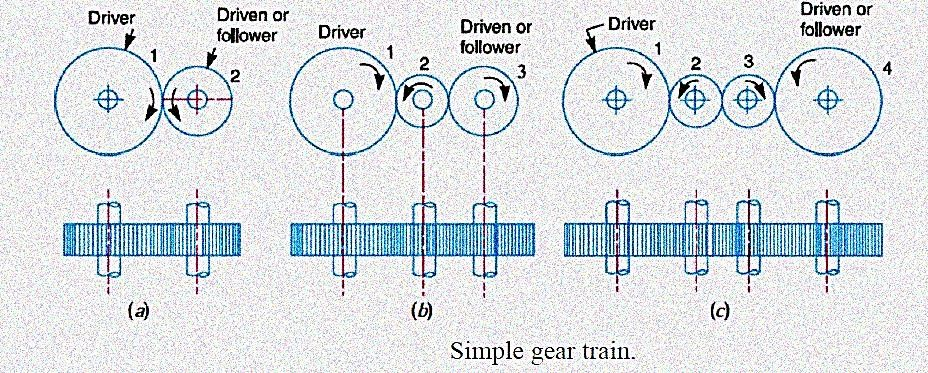 Driver
Driven or
follower
1
2
(a)
Driver
Driven or
follower
1
2
3
(b)
Driver
Driven or
follower
1
2
3
4
(c)
Simple gear train.